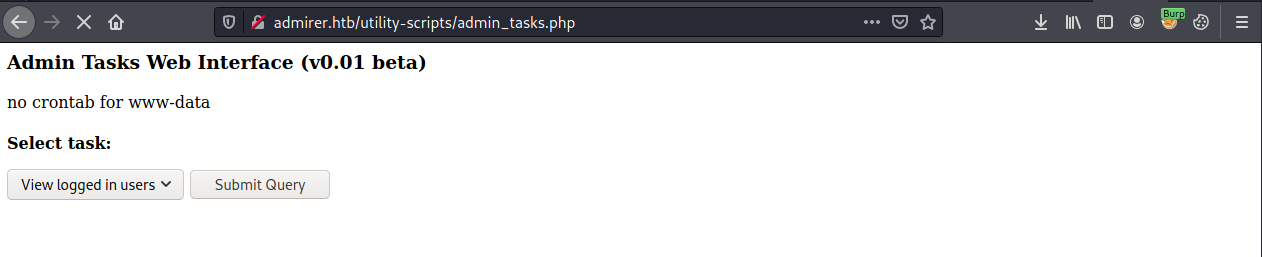 admirer.htb/utility-scripts/admin_tasks.php
Burp
Admin Tasks Web Interface (v0.01 beta)
no crontab for www-data
Select task:
View logged in users Submit Query